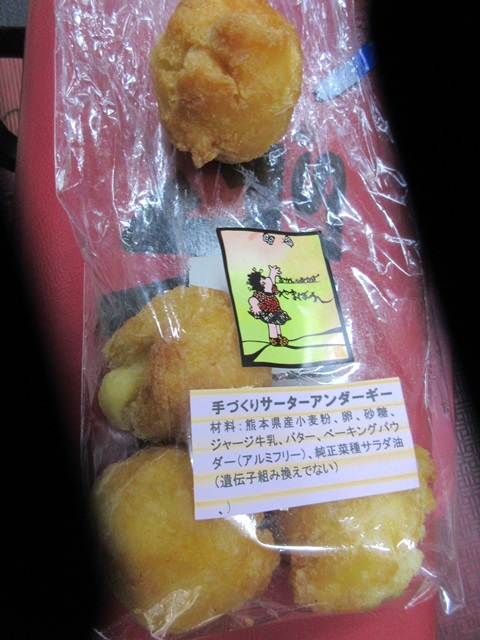 手づくりサーターアンダーギー
材料:熊本県産小麦粉、卵、砂糖、
ジャージ牛乳、バター、ベーキングパウ
ダー(アルミフリー)、純正菜種サラダ油
(遺伝子組み換えでない)
、)